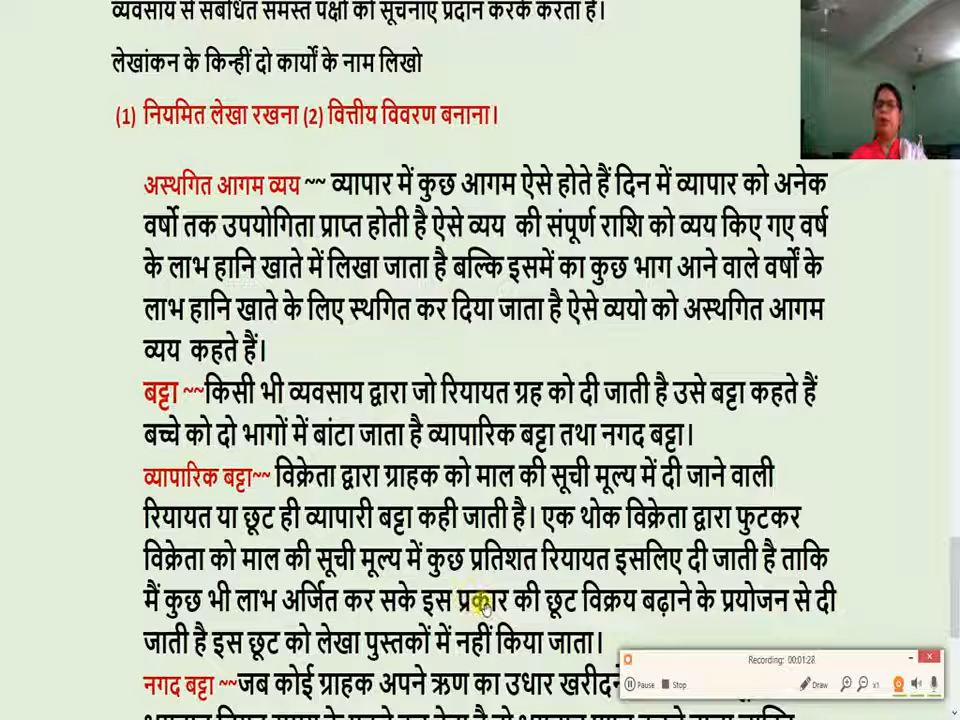 व्यवसाय से संबंधित समस्त पक्षों को सूचनाएं प्रदान करके करता है।
लेखांकन के किन्हीं दो कार्यों के नाम लिखो
(1) नियमित लेखा रखना (2) वित्तीय विवरण बनाना।
अस्थगित आगम व्यय ~~ व्यापार में कुछ आगम ऐसे होते हैं दिन में व्यापार को अनेक
वर्षो तक उपयोगिता प्राप्त होती है ऐसे व्यय की संपूर्ण राशि को व्यय किए गए वर्ष
के लाभ हानि खाते में लिखा जाता है बल्कि इसमें का कुछ भाग आने वाले वर्षों के
लाभ हानि खाते के लिए स्थगित कर दिया जाता है ऐसे व्ययो को अस्थगित आगम
व्यय कहते हैं।
बट्टा ~~किसी भी व्यवसाय द्वारा जो रियायत ग्रह को दी जाती है उसे बट्टा कहते हैं
बच्चे को दो भागों में बांटा जाता है व्यापारिक बट्टा तथा नगद बट्टा।
व्यापारिक बट्टा~~ विक्रेता द्वारा ग्राहक को माल की सूची मूल्य में दी जाने वाली
रियायत या छूट ही व्यापारी बट्टा कही जाती है। एक थोक विक्रेता द्वारा फुटकर
विक्रेता को माल की सूची मूल्य में कुछ प्रतिशत रियायत इसलिए दी जाती है ताकि
मैं कुछ भी लाभ अर्जित कर सके इस प्रकार की छूट विक्रय बढ़ाने के प्रयोजन से दी
जाती है इस छूट को लेखा पुस्तकों में नहीं किया जाता।
नगद बट्टा ~~जब कोई ग्राहक अपने ऋण का उधार खरीदने
Recording: 00:01:28
Pause Stop Draw x1